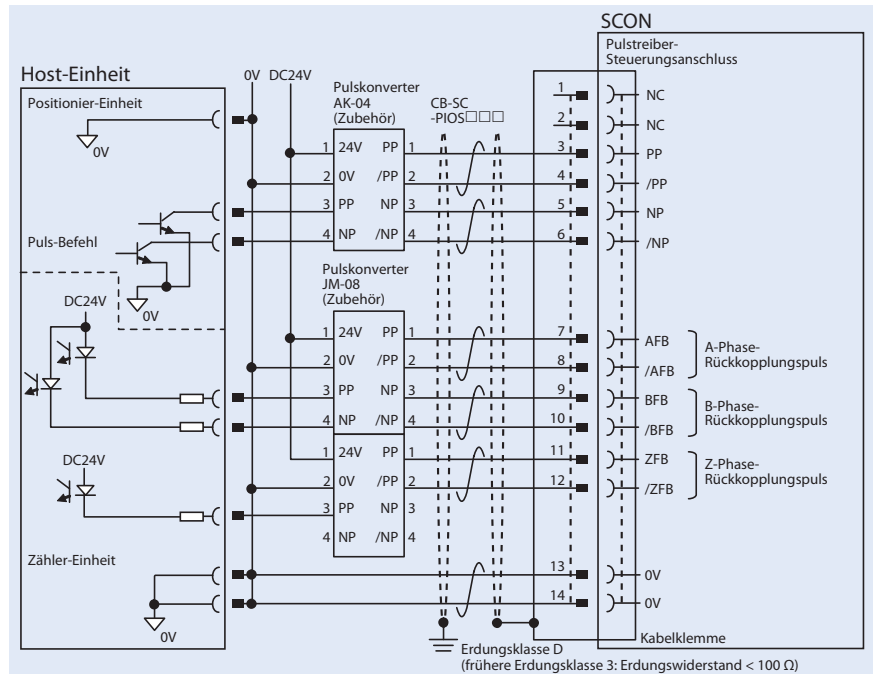 SCON
Pulstreiber-
Steuerungsanschluss
Host-Einheit
0V DC24V
Positionier-Einheit
0V
Puls-Befehl
0V
DC24V
DC24V
Zähler-Einheit
0V
Pulskonverter
AK-04
(Zubehör)
1 24V PP 1
2 0V /PP 2
3 PP NP 3
4 NP /NP 4
Pulskonverter
JM-08
(Zubehör)
1 24V PP 1
2 0V /PP 2
3 PP NP 3
4 NP /NP 4
1 24V PP 1
2 0V /PP 2
3 PP NP 3
4 NP /NP 4
CB-SC
-PIOS□□□
1 NC
2 NC
3 PP
4 /PP
5 NP
6 /NP
7 AFB
8 /AFB
A-Phase-
Rückkopplungspuls
9 BFB
10 /BFB
B-Phase-
Rückkopplungspuls
11 ZFB
12 /ZFB
Z-Phase-
Rückkopplungspuls
13 0V
14 0V
Kabelklemme
Erdungsklasse D
(frühere Erdungsklasse 3: Erdungswiderstand < 100 Ω)